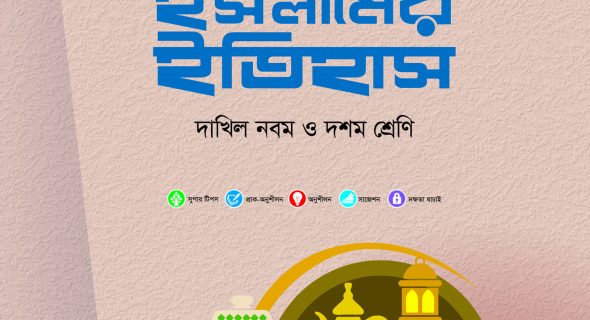 ইসলামের
ইতিহাস
দাখিল নবম ও দশম শ্রেণি
সুপার টিপস প্রাক-অনুশীলন অনুশীলন সাজেশন দক্ষতা যাচাই